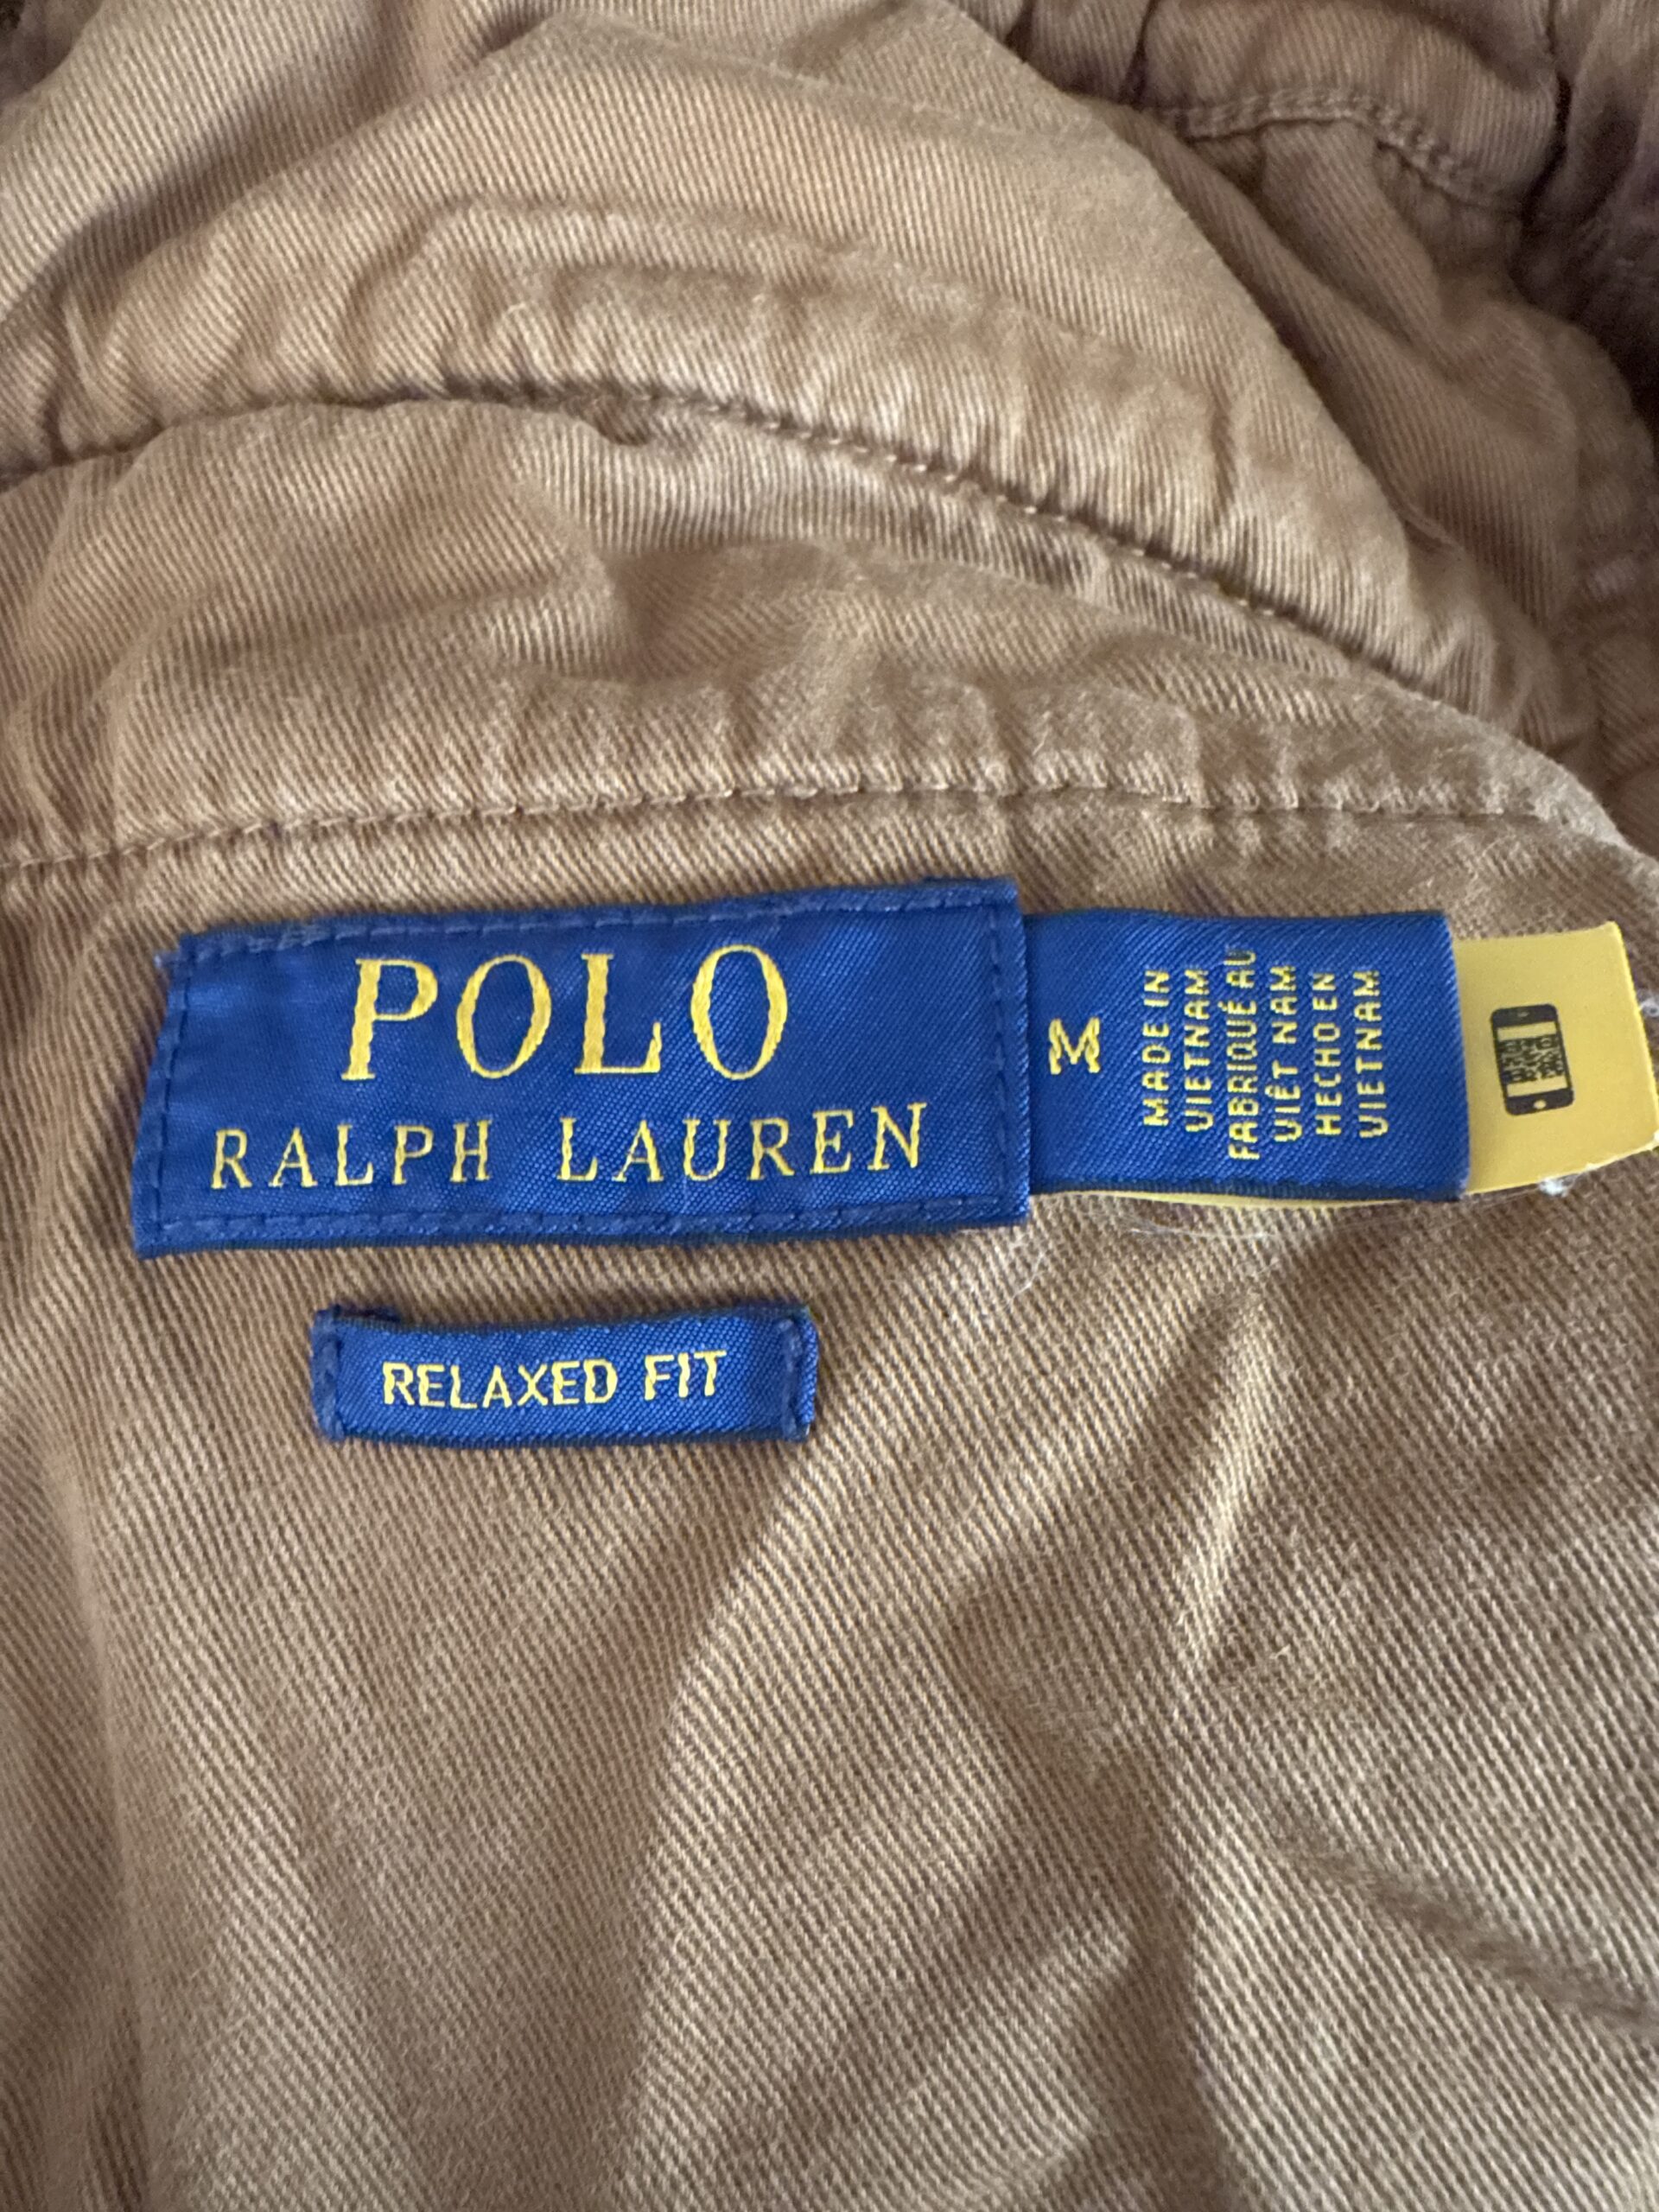 POLO
RALPH LAUREN
M
MADE IN
VIETNAM
FABRIQUÉ AU
VIÊT NAM
HECHO EN
VIETNAM
RELAXED FIT